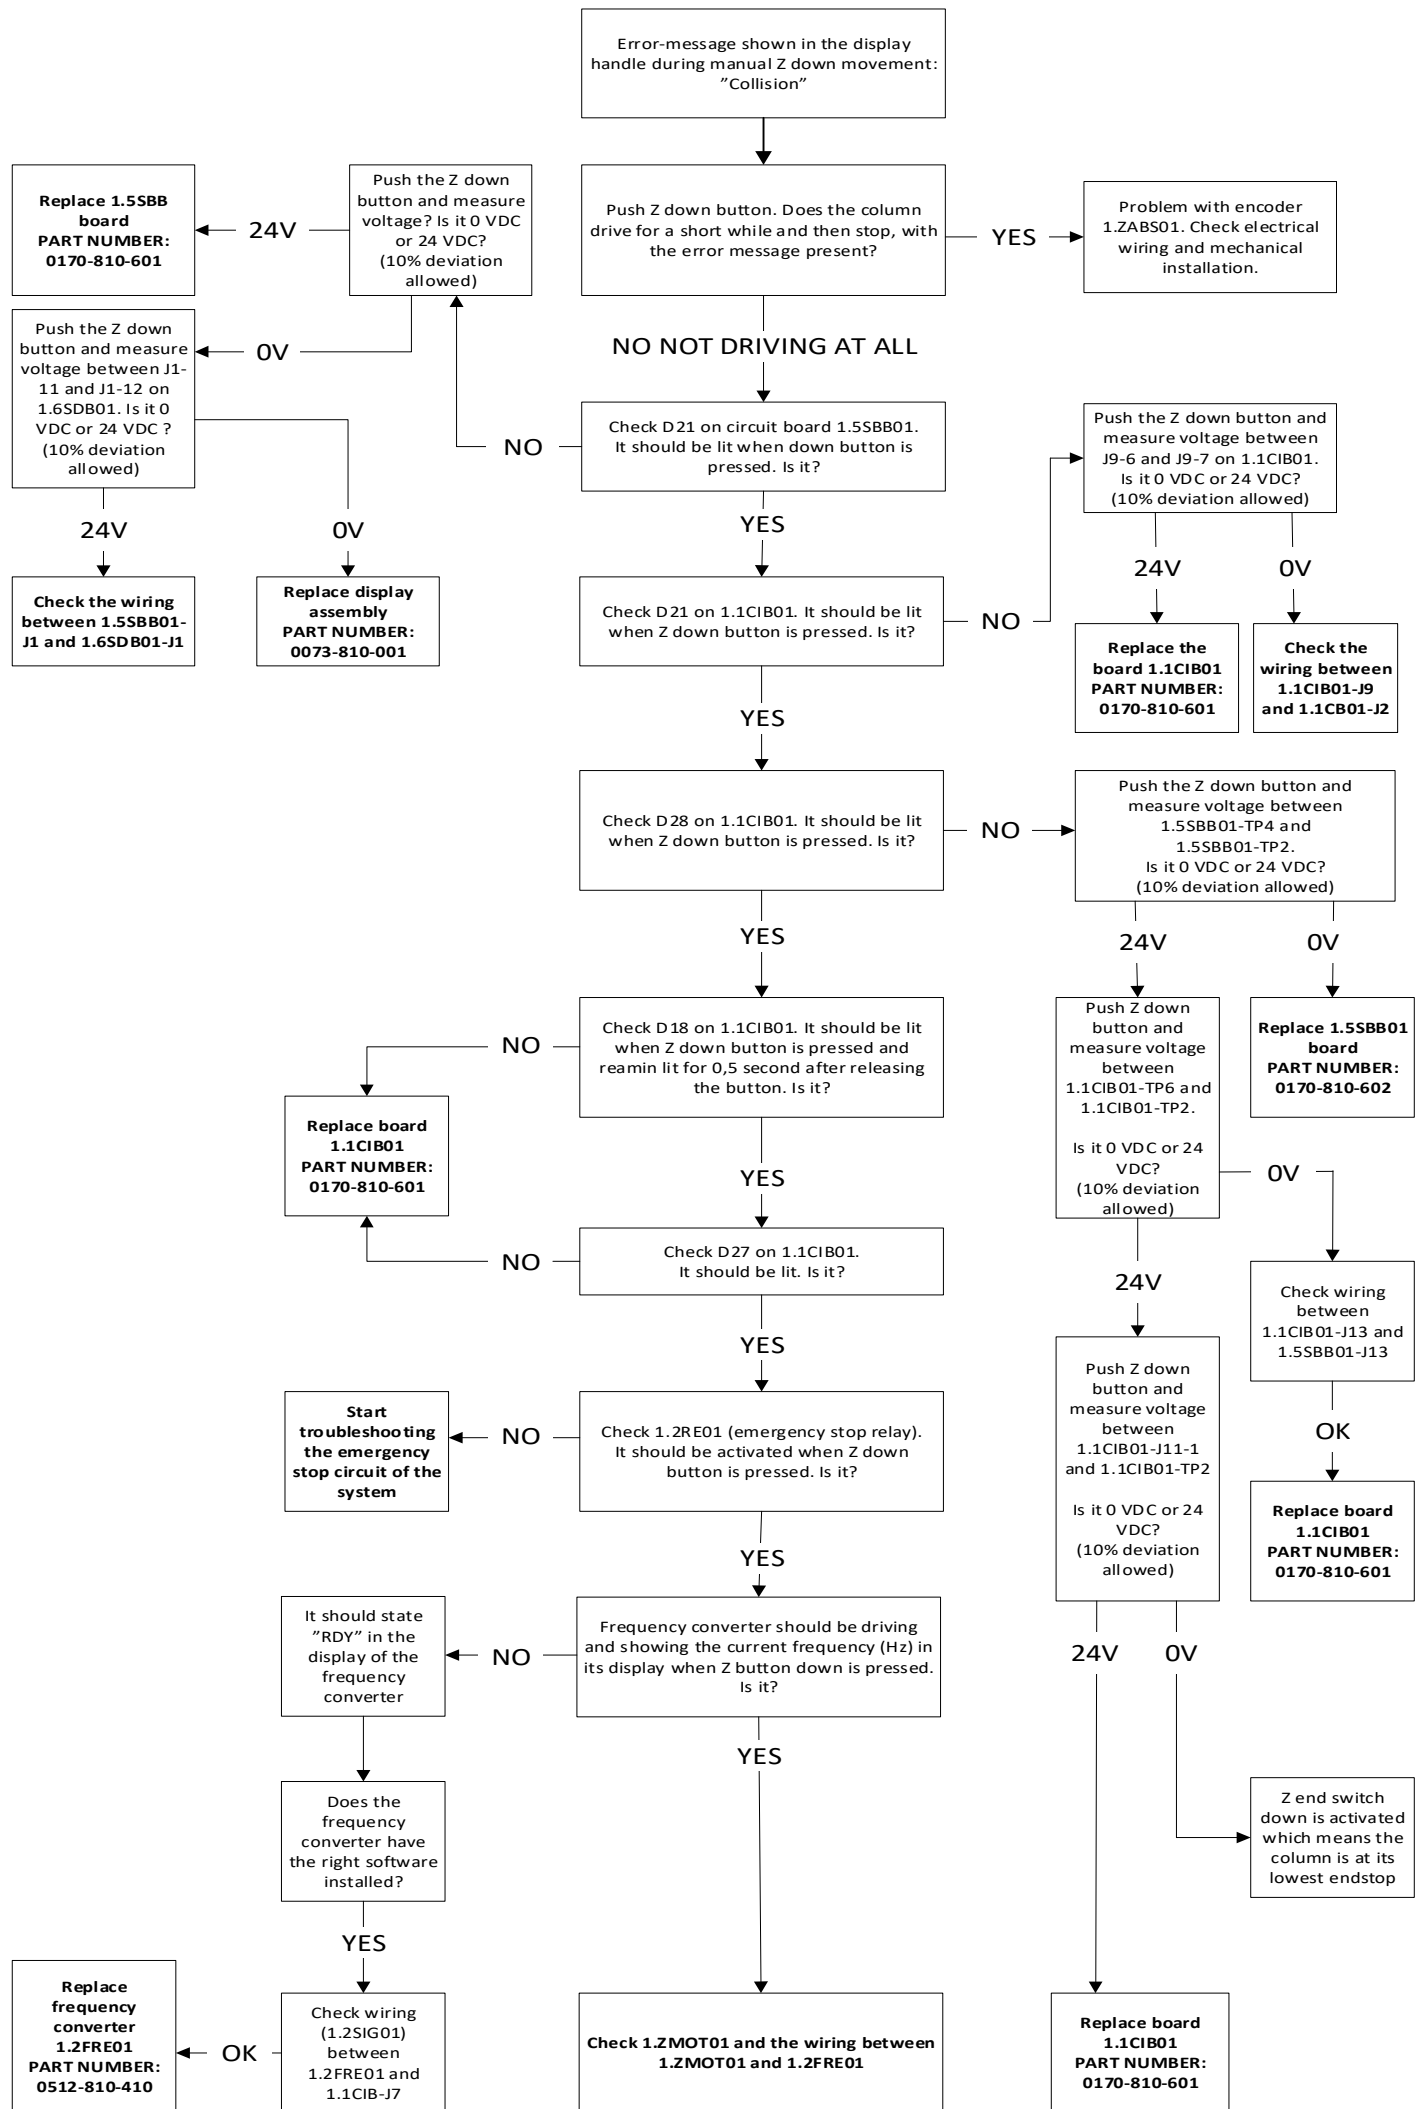 Error-message shown in the display
handle during manual Z down movement:
”Collision”
Push Z down button. Does the column
drive for a short while and then stop, with
the error message present?
YES
Problem with encoder
1.ZABS01. Check electrical
wiring and mechanical
installation.
NO NOT DRIVING AT ALL
Push the Z down
button and measure
voltage? Is it 0 VDC
or 24 VDC?
(10% deviation
allowed)
24V
Replace 1.5SBB
board
PART NUMBER:
0170-810-601
0V
Push the Z down
button and measure
voltage between J1-
11 and J1-12 on
1.6SDB01. Is it 0
VDC or 24 VDC ?
(10% deviation
allowed)
24V
0V
Check the wiring
between 1.5SBB01-
J1 and 1.6SDB01-J1
Replace display
assembly
PART NUMBER:
0073-810-001
Check D21 on circuit board 1.5SBB01.
It should be lit when down button is
pressed. Is it?
NO
YES
Check D21 on 1.1CIB01. It should be lit
when Z down button is pressed. Is it?
NO
Push the Z down button and
measure voltage between
J9-6 and J9-7 on 1.1CIB01.
Is it 0 VDC or 24 VDC?
(10% deviation allowed)
24V
0V
Replace the
board 1.1CIB01
PART NUMBER:
0170-810-601
Check the
wiring between
1.1CIB01-J9
and 1.1CB01-J2
YES
Check D28 on 1.1CIB01. It should be lit
when Z down button is pressed. Is it?
NO
Push the Z down button and
measure voltage between
1.5SBB01-TP4 and
1.5SBB01-TP2.
Is it 0 VDC or 24 VDC?
(10% deviation allowed)
24V
0V
Push Z down
button and
measure voltage
between
1.1CIB01-TP6 and
1.1CIB01-TP2.
Is it 0 VDC or 24
VDC?
(10% deviation
allowed)
Replace 1.5SBB01
board
PART NUMBER:
0170-810-602
0V
Check wiring
between
1.1CIB01-J13 and
1.5SBB01-J13
OK
Replace board
1.1CIB01
PART NUMBER:
0170-810-601
24V
Push Z down
button and
measure voltage
between
1.1CIB01-J11-1
and 1.1CIB01-TP2
Is it 0 VDC or 24
VDC?
(10% deviation
allowed)
24V
0V
Z end switch
down is activated
which means the
column is at its
lowest endstop
Replace board
1.1CIB01
PART NUMBER:
0170-810-601
YES
Check D18 on 1.1CIB01. It should be lit
when Z down button is pressed and
reamin lit for 0,5 second after releasing
the button. Is it?
NO
Replace board
1.1CIB01
PART NUMBER:
0170-810-601
YES
Check D27 on 1.1CIB01.
It should be lit. Is it?
NO
YES
Check 1.2RE01 (emergency stop relay).
It should be activated when Z down
button is pressed. Is it?
NO
Start
troubleshooting
the emergency
stop circuit of the
system
YES
Frequency converter should be driving
and showing the current frequency (Hz) in
its display when Z button down is pressed.
Is it?
NO
It should state
”RDY” in the
display of the
frequency
converter
Does the
frequency
converter have
the right software
installed?
YES
Check wiring
(1.2SIG01)
between
1.2FRE01 and
1.1CIB-J7
OK
Replace
frequency
converter
1.2FRE01
PART NUMBER:
0512-810-410
YES
Check 1.ZMOT01 and the wiring between
1.ZMOT01 and 1.2FRE01